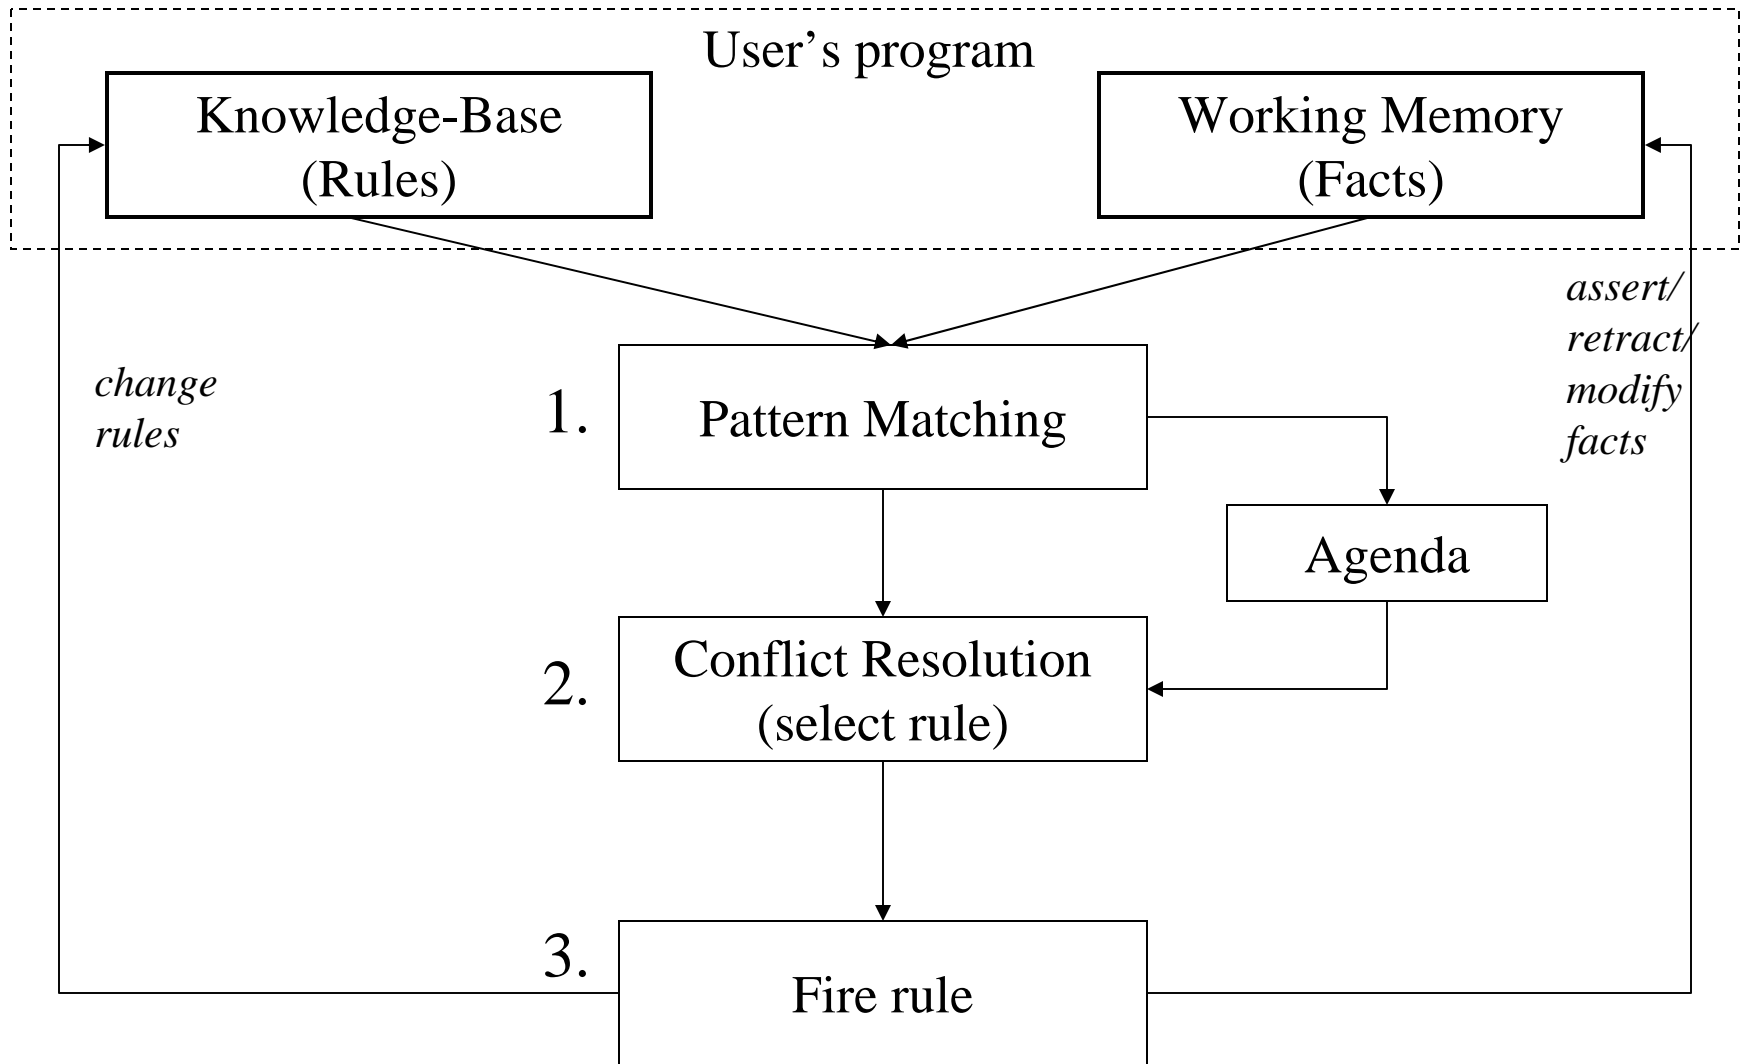 User’s program
Knowledge-Base
(Rules)
Working Memory
(Facts)
assert/
retract/
modify
facts
change
rules
1.
Pattern Matching
Agenda
2.
Conflict Resolution
(select rule)
3.
Fire rule